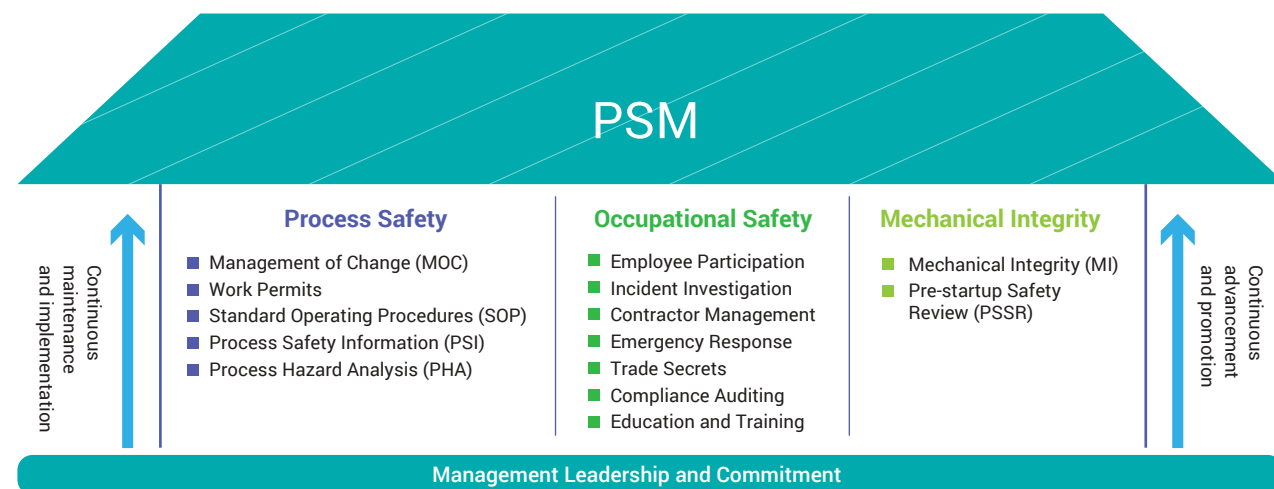 PSM
Continuous
maintenance
and implementation
Process Safety
Management of Change (MOC)
Work Permits
Standard Operating Procedures (SOP)
Process Safety Information (PSI)
Process Hazard Analysis (PHA)
Occupational Safety
Employee Participation
Incident Investigation
Contractor Management
Emergency Response
Trade Secrets
Compliance Auditing
Education and Training
Mechanical Integrity
Mechanical Integrity (MI)
Pre-startup Safety
Review (PSSR)
Continuous
advancement
and promotion
Management Leadership and Commitment